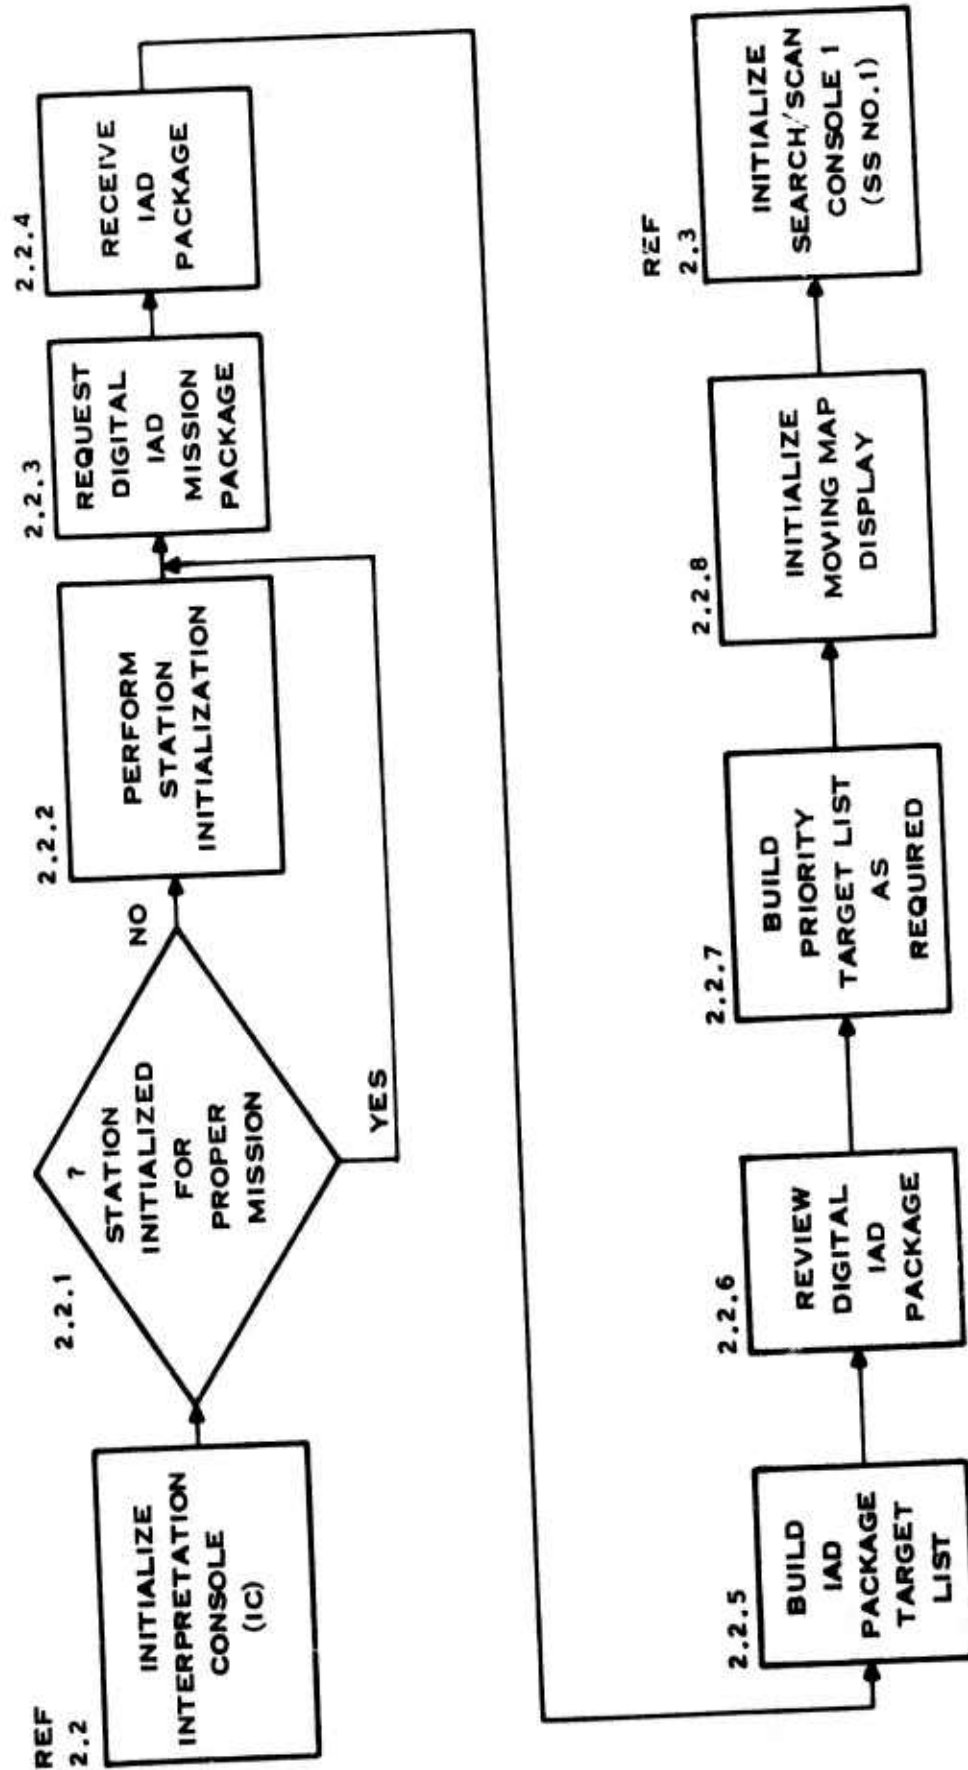 REF
2.2
INITIALIZE
INTERPRETATION
CONSOLE
(IC)
2.2.1
?
STATION
INITIALIZED
FOR
PROPER
MISSION
NO
YES
2.2.2
PERFORM
STATION
INITIALIZATION
2.2.3
REQUEST
DIGITAL
IAD
MISSION
PACKAGE
2.2.4
RECEIVE
IAD
PACKAGE
2.2.5
BUILD
IAD
PACKAGE
TARGET
LIST
2.2.6
REVIEW
DIGITAL
IAD
PACKAGE
2.2.7
BUILD
PRIORITY
TARGET LIST
AS
REQUIRED
2.2.8
INITIALIZE
MOVING MAP
DISPLAY
REF
2.3
INITIALIZE
SEARCH/SCAN
CONSOLE 1
(SS NO.1)